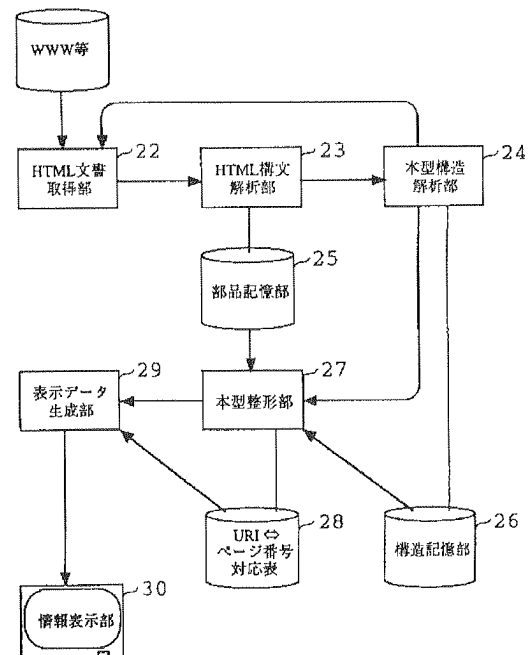 WWW等
22
HTML文書
取得部
23
HTML構文
解析部
24
本型構造
解析部
25
部品記憶部
29
表示データ
生成部
27
本型整形部
28
URI⇔
ページ番号
対応表
26
構造記憶部
30
情報表示部